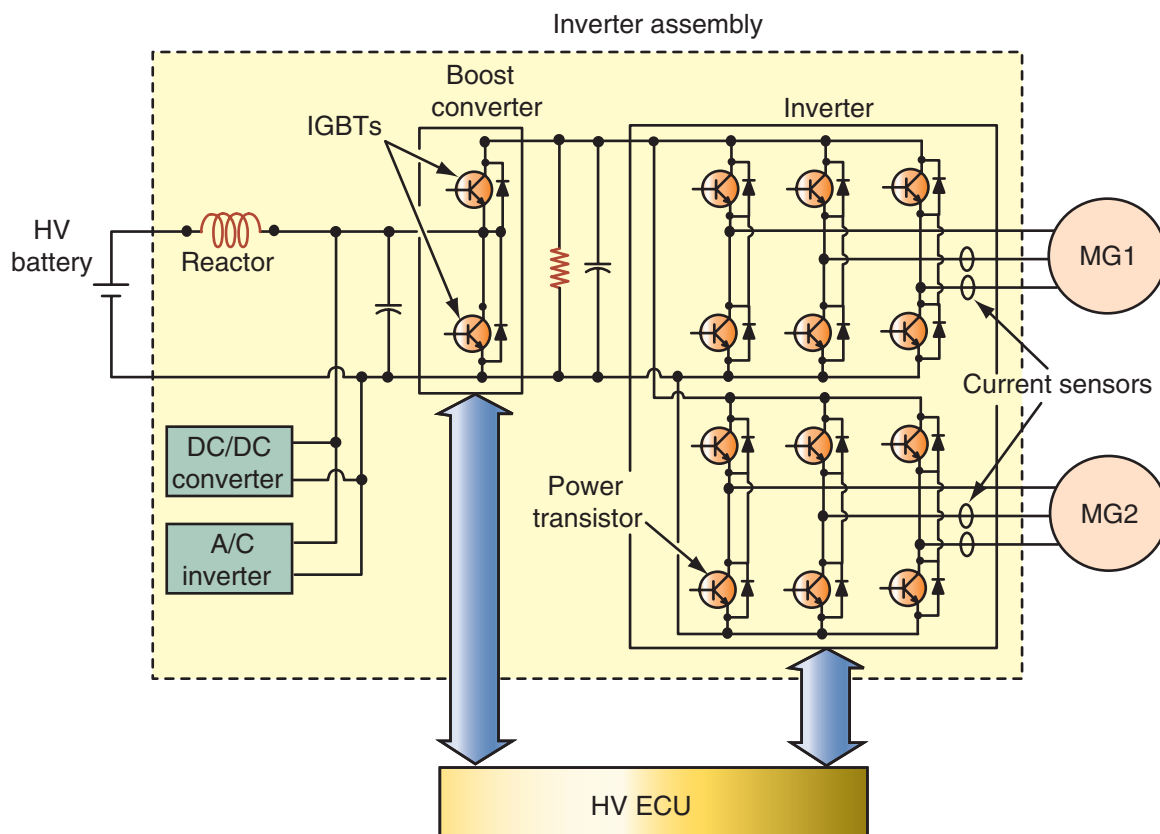 Inverter assembly
Boost
converter
IGBTs
Inverter
HV
battery
Reactor
MG1
Current sensors
DC/DC
converter
Power
transistor
MG2
A/C
inverter
HV ECU